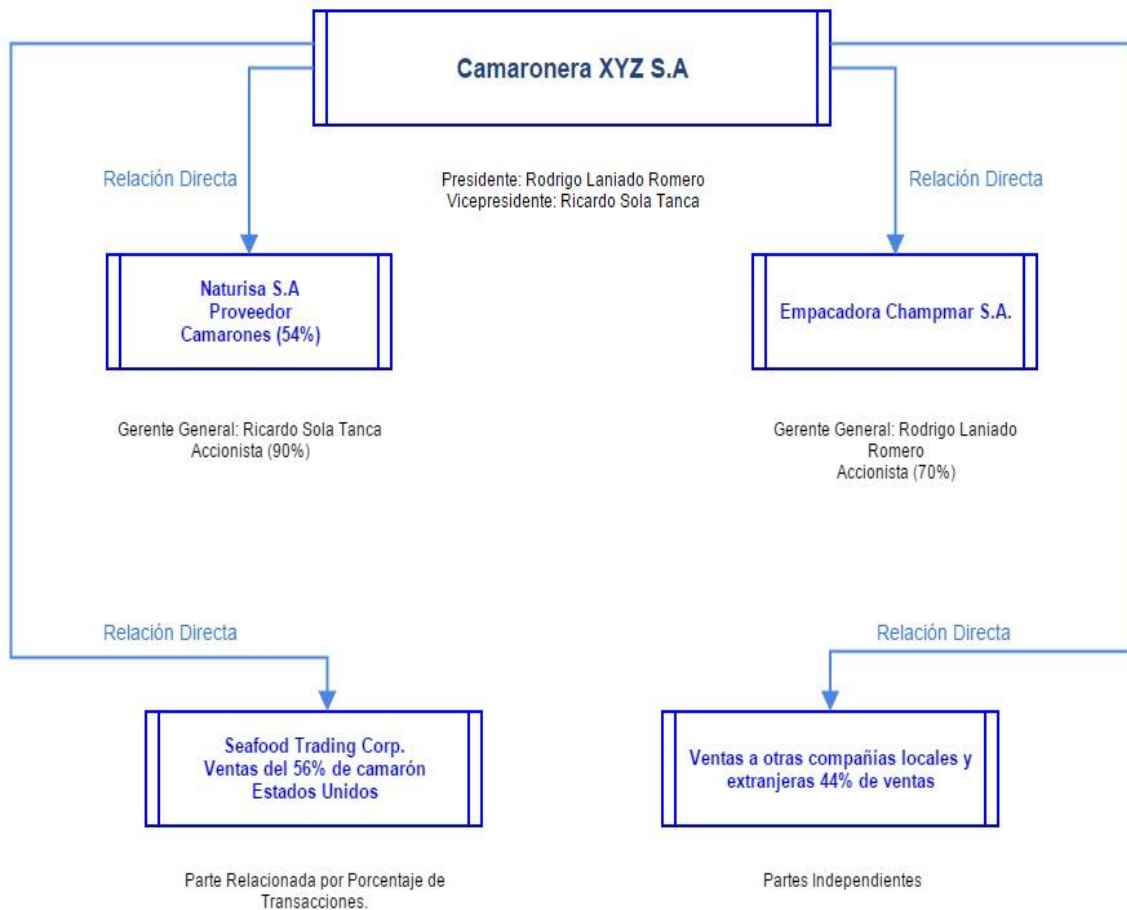 Camaronera XYZ S.A
Relación Directa
Presidente: Rodrigo Laniado Romero
Vicepresidente: Ricardo Sola Tanca
Relación Directa
Naturisa S.A
Proveedor
Camarones (54%)
Empacadora Champmar S.A.
Gerente General: Ricardo Sola Tanca
Accionista (90%)
Gerente General: Rodrigo Laniado
Romero
Accionista (70%)
Relación Directa
Relación Directa
Seafood Trading Corp.
Ventas del 56% de camarón
Estados Unidos
Ventas a otras compañías locales y
extranjeras 44% de ventas
Parte Relacionada por Porcentaje de
Transacciones.
Partes Independientes